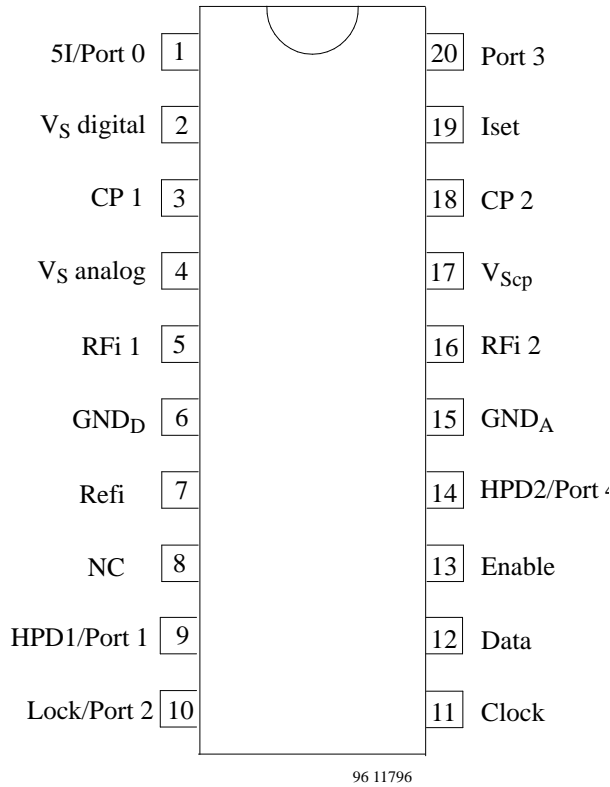 5I/Port 0 1 20 Port 3
VS digital 2 19 Iset
CP 1 3 18 CP 2
VS analog 4 17 VScp
RFi 1 5 16 RFi 2
GNDD 6 15 GNDA
Refi 7 14 HPD2/Port 4
NC 8 13 Enable
HPD1/Port 1 9 12 Data
Lock/Port 2 10 11 Clock
96 11796